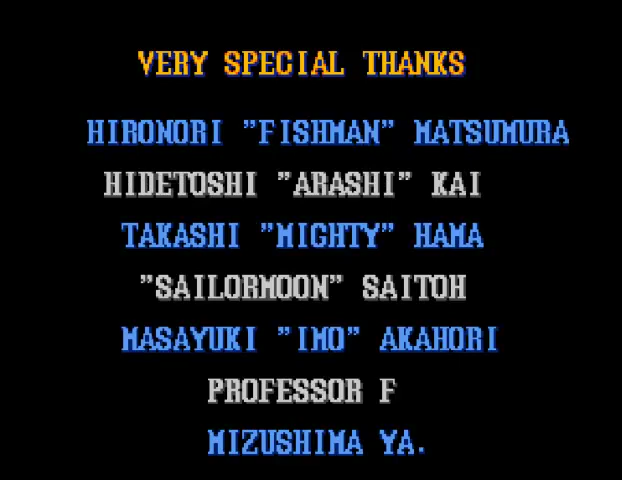 VERY SPECIAL THANKS
HIRONORI "FISHMAN" MATSUMURA
HIDETOSHI "ARASHI" KAI
TAKASHI "MIGHTY" HAMA
"SAILORMOON" SAITOH
MASAYUKI "IMO" AKAHORI
PROFESSOR F
MIZUSHIMA YA.